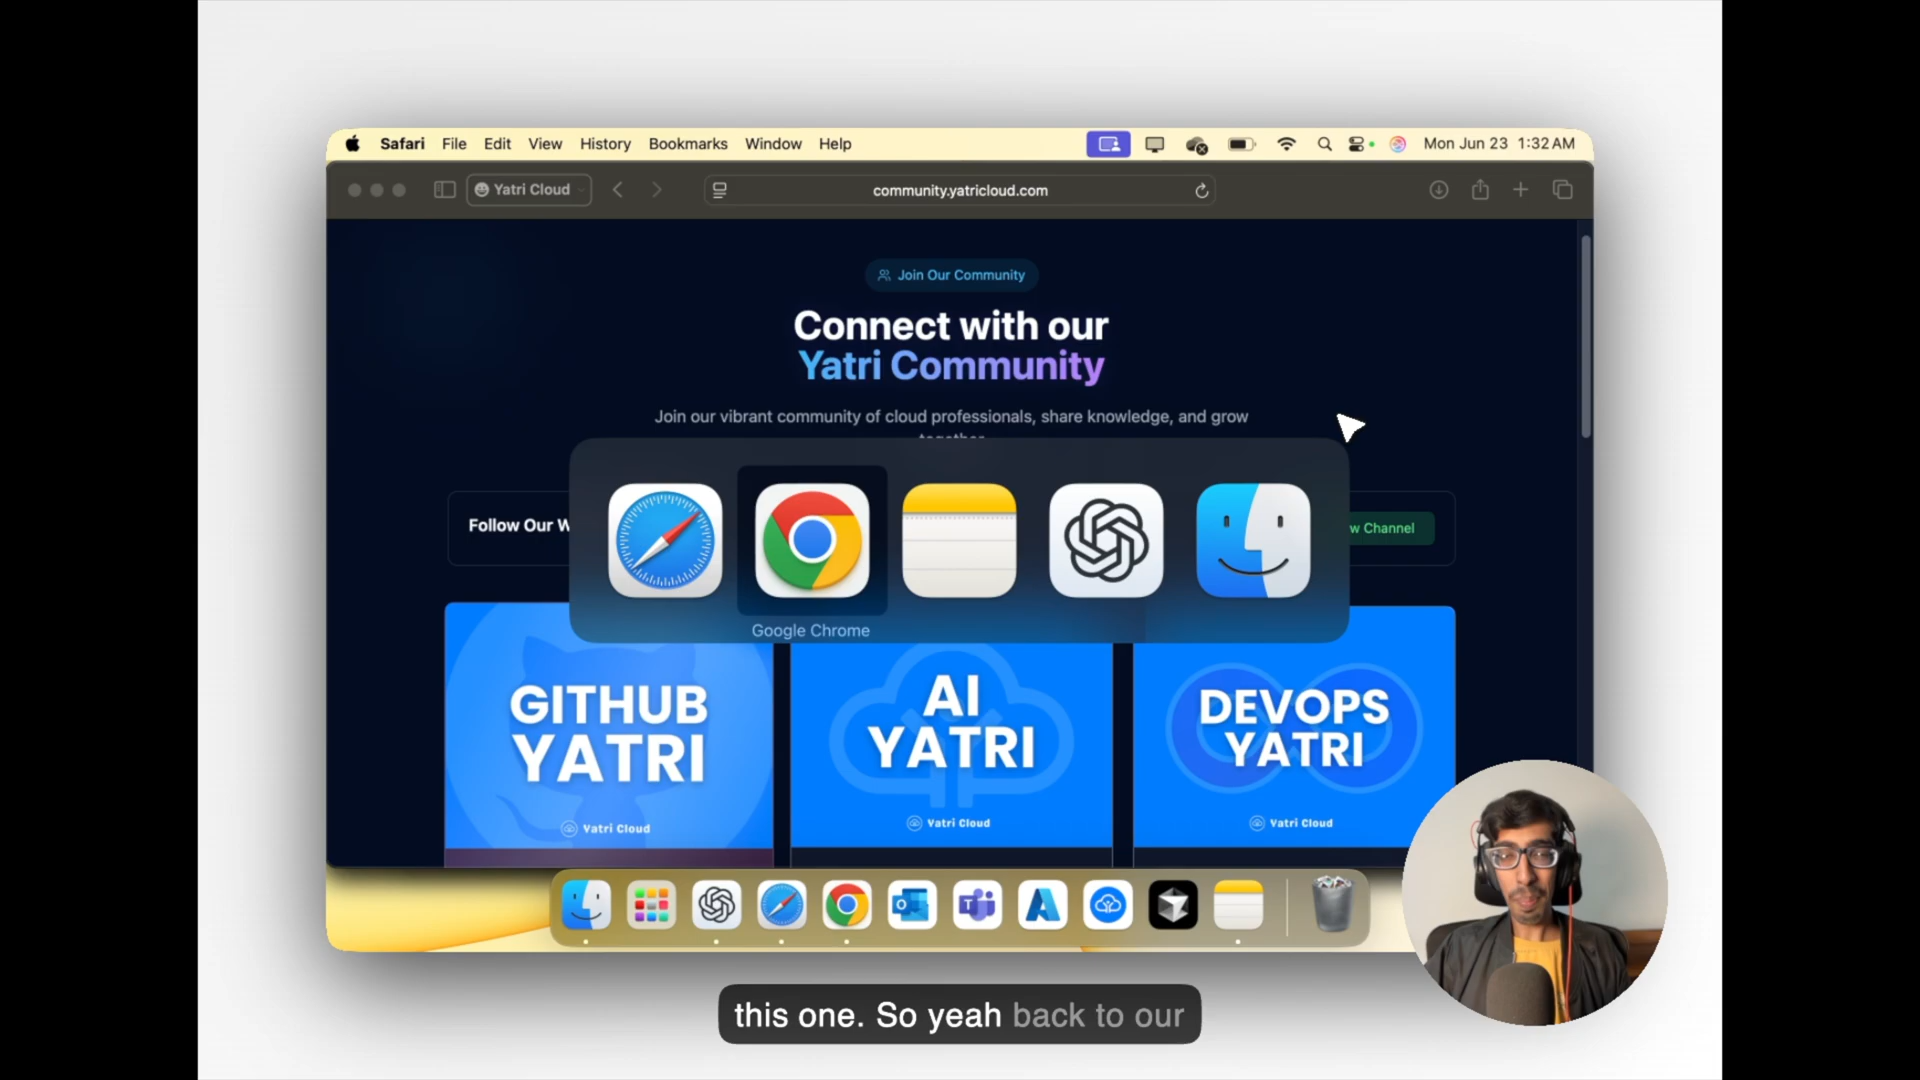 Safari File Edit View History Bookmarks Window Help Mon Jun 23 1:32 AM
Yatri Cloud community.yatricloud.com
Join Our Community
Connect with our
Yatri Community
Join our vibrant community of cloud professionals, share knowledge, and grow
together
Follow Our W
w Channel
Google Chrome
GITHUB
YATRI
Yatri Cloud
AI
YATRI
Yatri Cloud
DEVOPS
YATRI
Yatri Cloud
this one. So yeah back to our